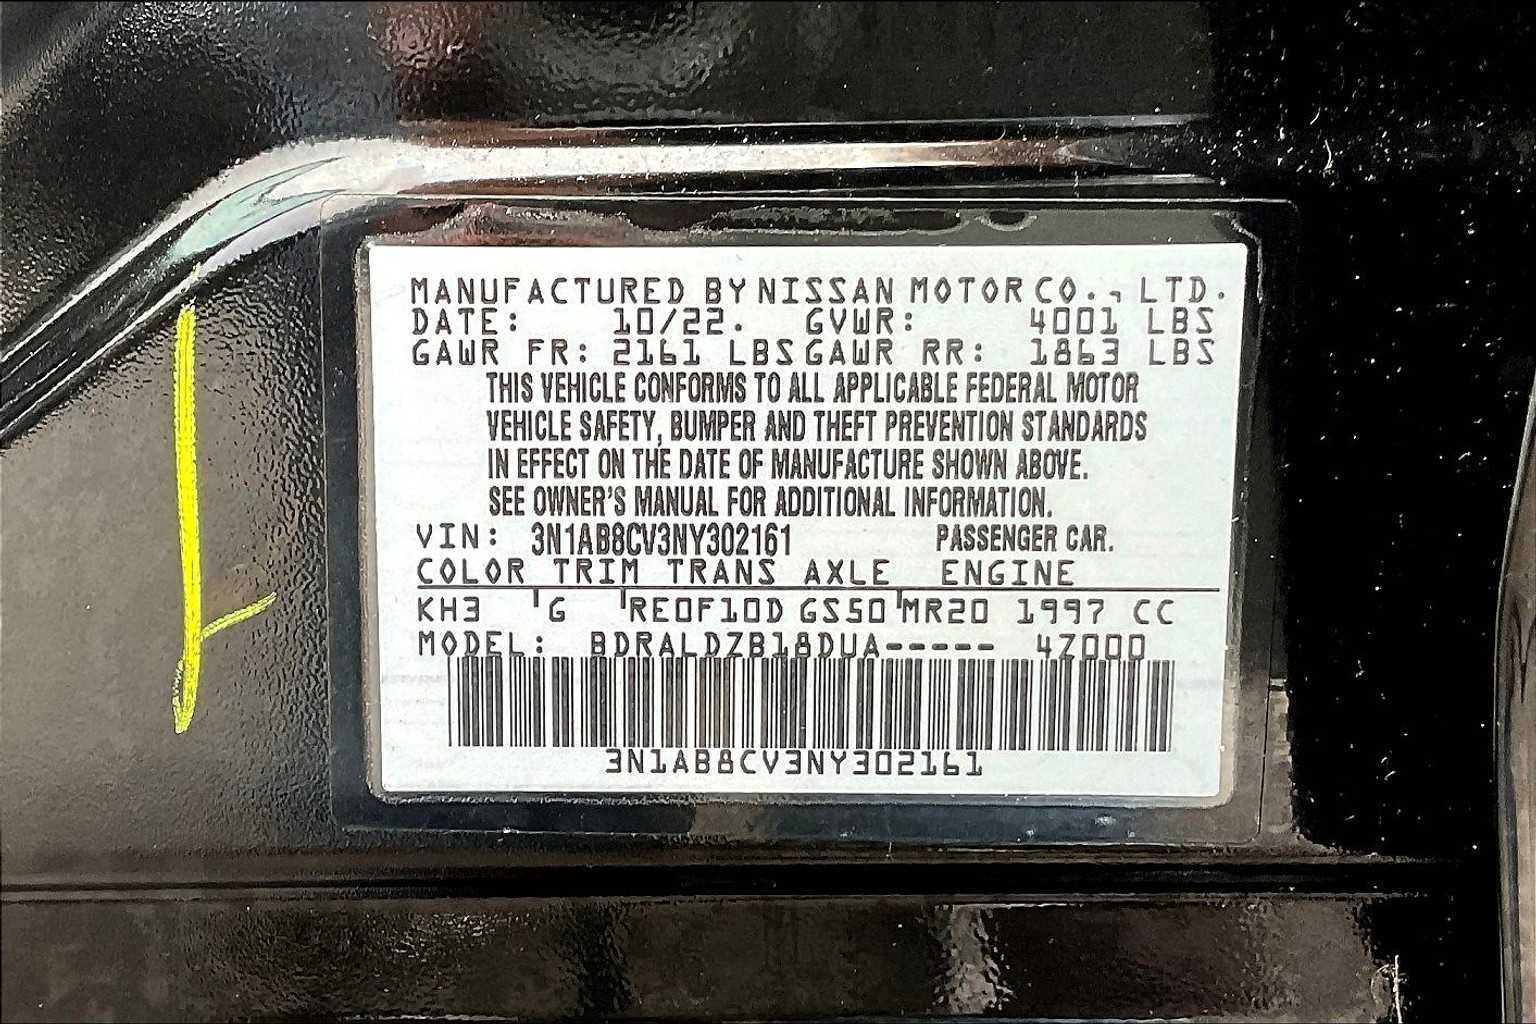 MANUFACTURED BY NISSAN MOTOR CO., LTD.
DATE: 10/22. GVWR: 4001 LBS
GAWR FR: 2161 LBS GAWR RR: 1863 LBS
THIS VEHICLE CONFORMS TO ALL APPLICABLE FEDERAL MOTOR
VEHICLE SAFETY, BUMPER AND THEFT PREVENTION STANDARDS
IN EFFECT ON THE DATE OF MANUFACTURE SHOWN ABOVE.
SEE OWNER'S MANUAL FOR ADDITIONAL INFORMATION.
VIN: 3N1AB8CV3NY302161 PASSENGER CAR.
COLOR TRIM TRANS AXLE ENGINE
KH3 G RE0F10D GS50 MR20 1997 CC
MODEL: BDRALDZB18DUA----- 4Z000
3N1AB8CV3NY302161